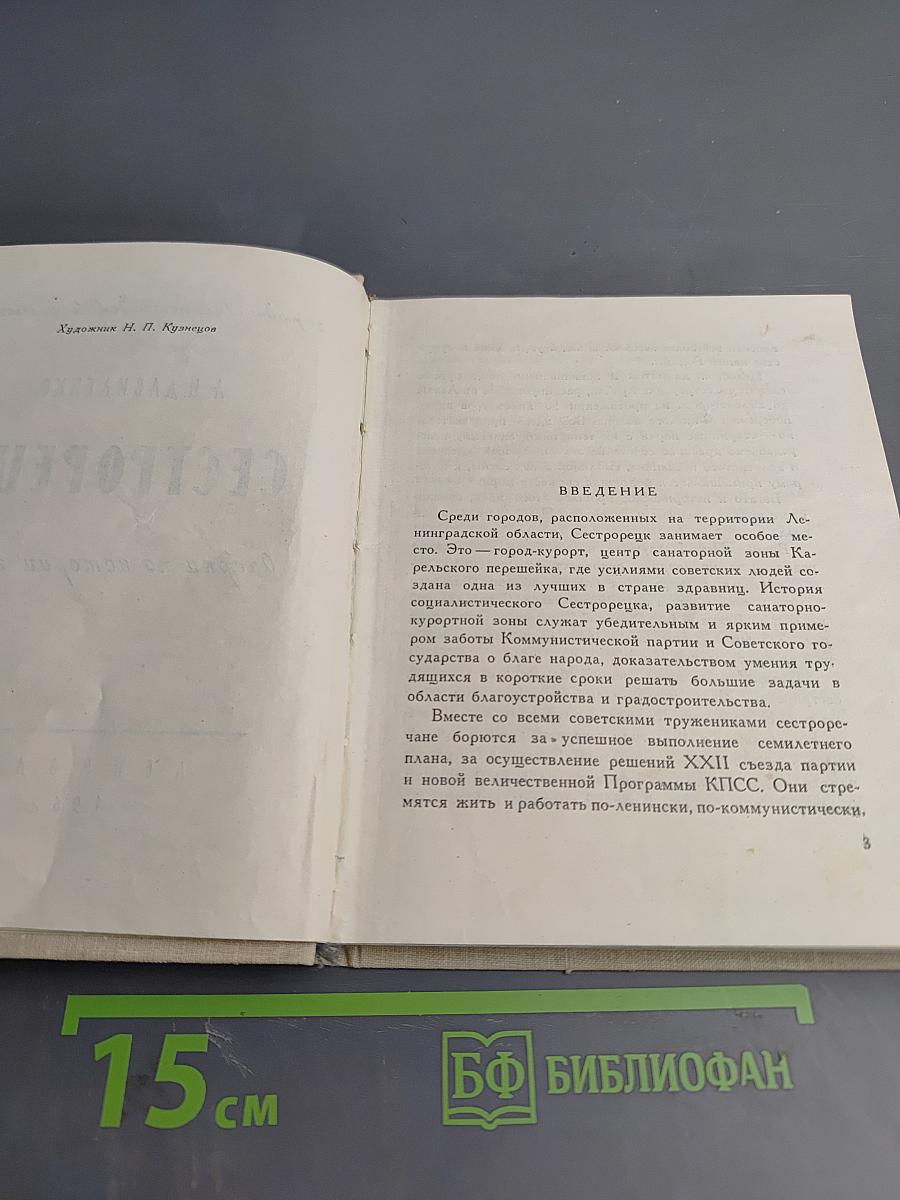 Художник Н. П. Кузнецов
ВВЕДЕНИЕ
Среди городов, расположенных на территории Ле-
нинградской области, Сестрорецк занимает особое ме-
сто. Это — город-курорт, центр санаторной зоны Ка-
рельского перешейка, где усилиями советских людей со-
здана одна из лучших в стране здравниц. История
социалистического Сестрорецка, развитие санаторно-
курортной зоны служат убедительным и ярким приме-
ром заботы Коммунистической партии и Советского го-
сударства о благе народа, доказательством умения тру-
дящихся в короткие сроки решать большие задачи в
области благоустройства и градостроительства.
Вместе со всеми советскими тружениками сестроре-
чане борются за успешное выполнение семилетнего
плана, за осуществление решений XXII съезда партии
и новой величественной Программы КПСС. Они стре-
мятся жить и работать по-ленински, по-коммунистически,
3
15 см
БФ БИБЛИОФАН